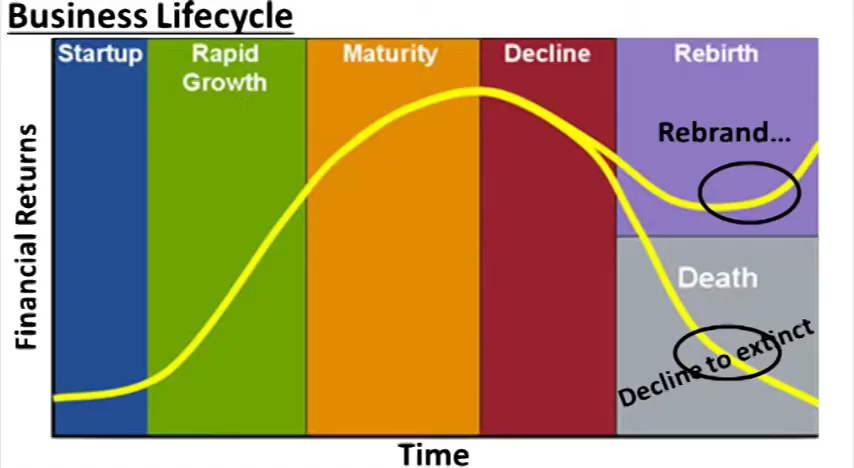 Business Lifecycle
Startup
Rapid
Growth
Maturity
Decline
Rebirth
Rebrand...
Financial Returns
Death
Decline to extinct
Time